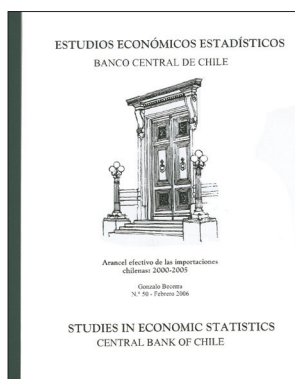 ESTUDIOS ECONÓMICOS ESTADÍSTICOS
BANCO CENTRAL DE CHILE
Arancel efectivo de las importaciones
chilenas: 2000-2005
Gonzalo Becerra
N.° 50 - Febrero 2006
STUDIES IN ECONOMIC STATISTICS
CENTRAL BANK OF CHILE